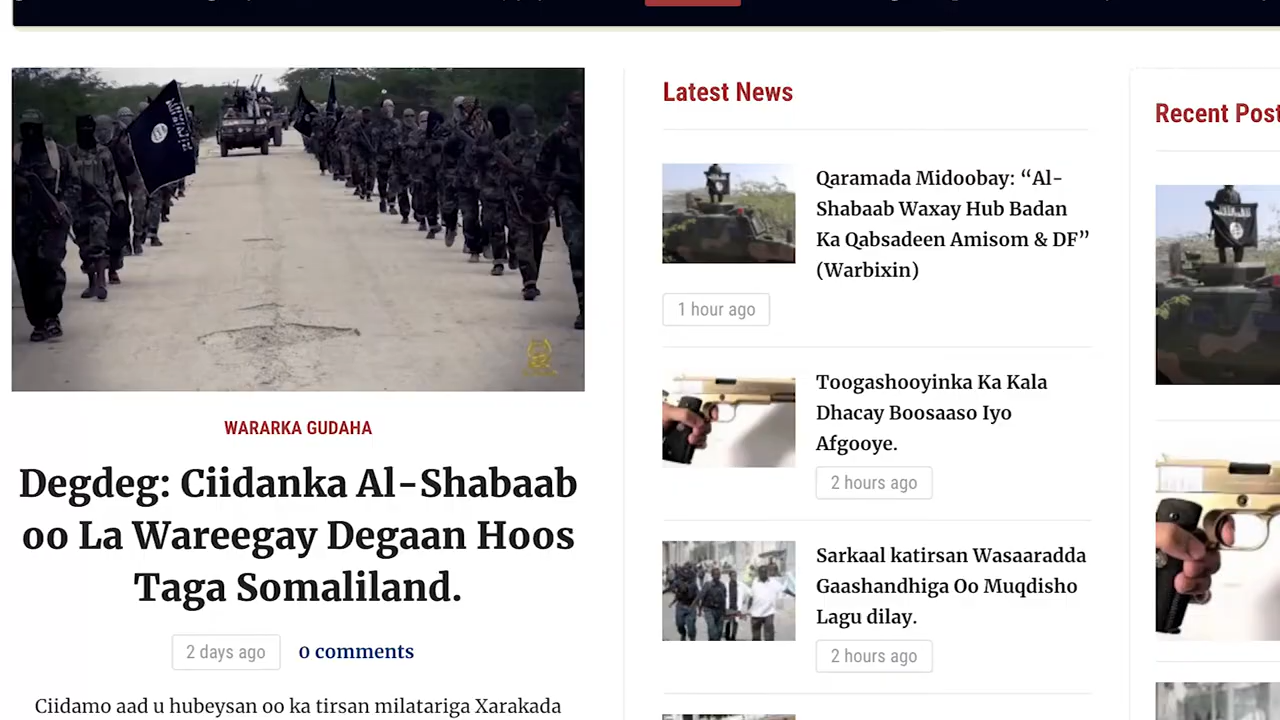 Latest News
Recent Post
Qaramada Midoobay: “Al-
Shabaab Waxay Hub Badan
Ka Qabsadeen Amisom & DF”
(Warbixin)
1 hour ago
Toogashooyinka Ka Kala
Dhacay Boosaaso Iyo
Afgooye.
2 hours ago
Sarkaal katirsan Wasaaradda
Gaashandhiga Oo Muqdisho
Lagu dilay.
2 hours ago
WARARKA GUDAHA
Degdeg: Ciidanka Al-Shabaab
oo La Wareegay Degaan Hoos
Taga Somaliland.
2 days ago
0 comments
Ciidamo aad u hubeysan oo ka tirsan milatariga Xarakada